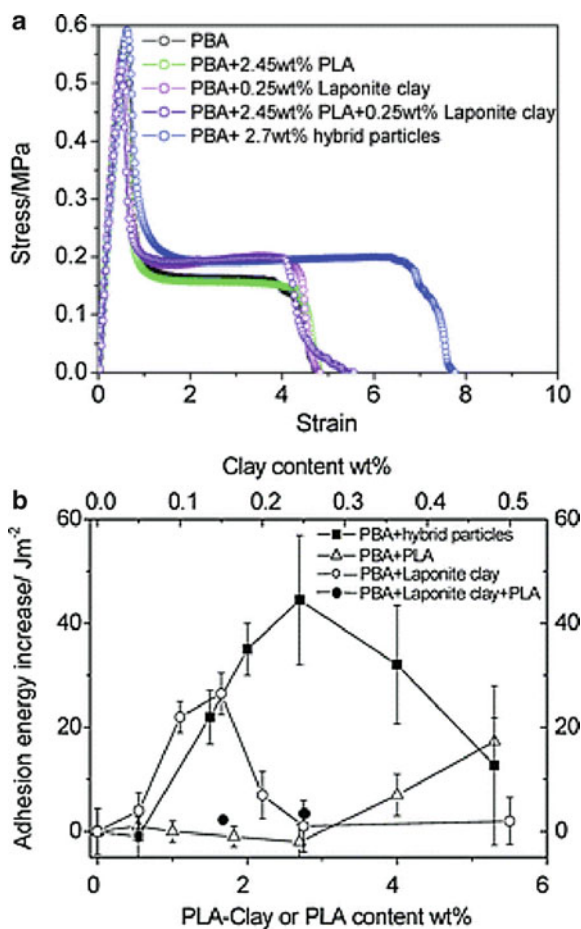 a
0.6
0.5
0.4
0.3
0.2
0.1
0.0
Stress/MPa
PBA
PBA+2.45wt% PLA
PBA+0.25wt% Laponite clay
PBA+2.45wt% PLA+0.25wt% Laponite clay
PBA+ 2.7wt% hybrid particles
0 2 4 6 8 10
Strain
Clay content wt%
b
0.0 0.1 0.2 0.3 0.4 0.5
60
40
20
0
Adhesion energy increase/ Jm-2
PBA+hybrid particles
PBA+PLA
PBA+Laponite clay
PBA+Laponite clay+PLA
60
40
20
0
0 2 4 6
PLA-Clay or PLA content wt%